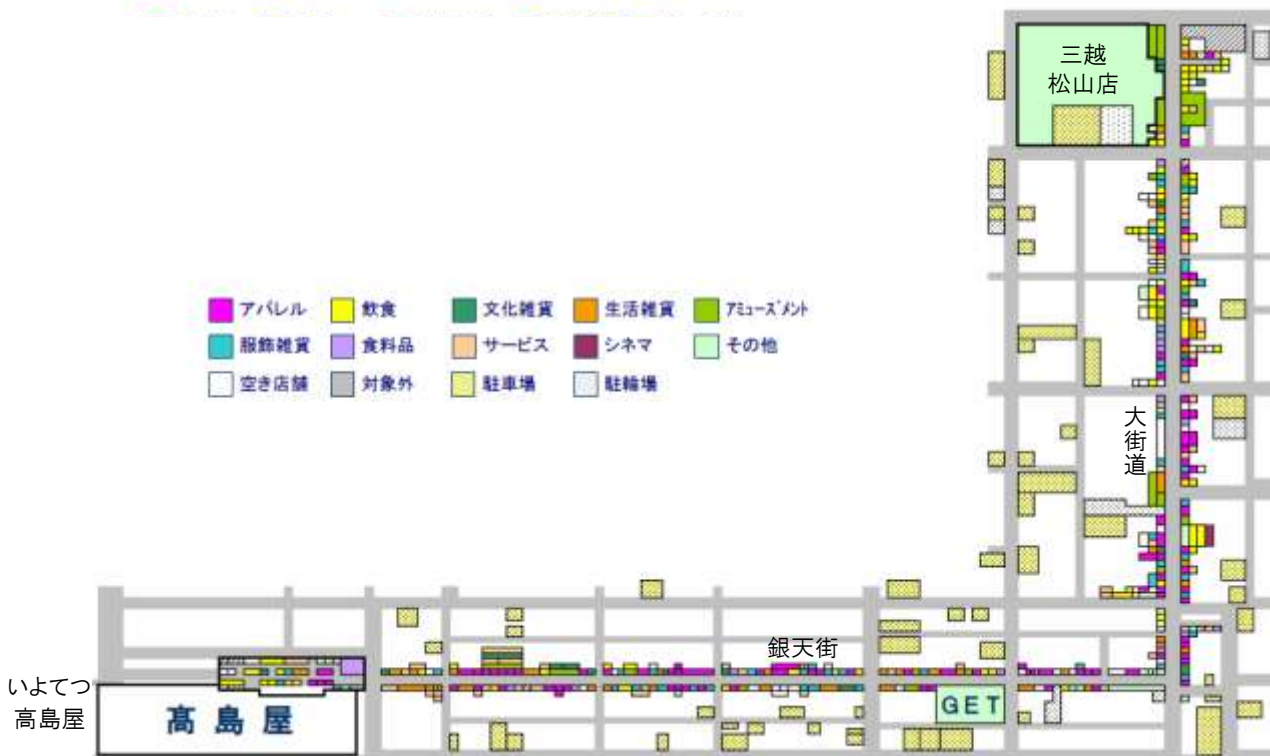 三越
松山店
アパレル
飲食
文化雑貨
生活雑貨
アミューズメント
服飾雑貨
食料品
サービス
シネマ
その他
空き店舗
対象外
駐車場
駐輪場
大街道
銀天街
いよてつ
高島屋
髙島屋
GET